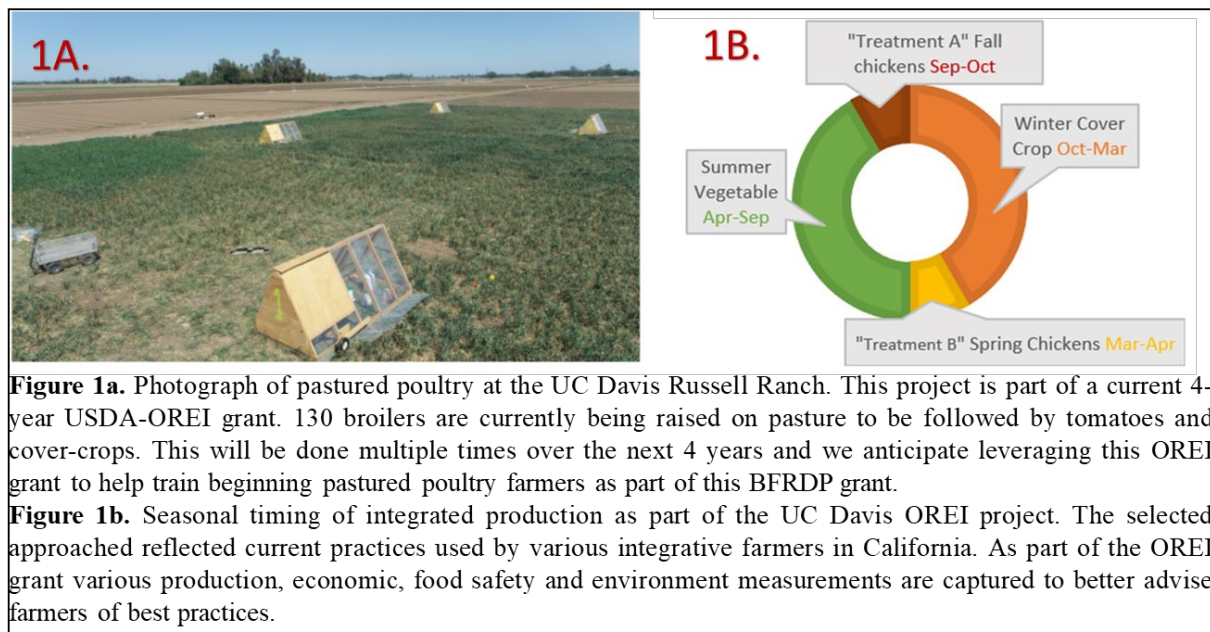 1A.
1B.
"Treatment A" Fall
chickens Sep-Oct
Winter Cover
Crop Oct-Mar
Summer
Vegetable
Apr-Sep
"Treatment B" Spring Chickens Mar-Apr
1
Figure 1a. Photograph of pastured poultry at the UC Davis Russell Ranch. This project is part of a current 4-
year USDA-OREI grant. 130 broilers are currently being raised on pasture to be followed by tomatoes and
cover-crops. This will be done multiple times over the next 4 years and we anticipate leveraging this OREI
grant to help train beginning pastured poultry farmers as part of this BFRDP grant.
Figure 1b. Seasonal timing of integrated production as part of the UC Davis OREI project. The selected
approached reflected current practices used by various integrative farmers in California. As part of the OREI
grant various production, economic, food safety and environment measurements are captured to better advise
farmers of best practices.